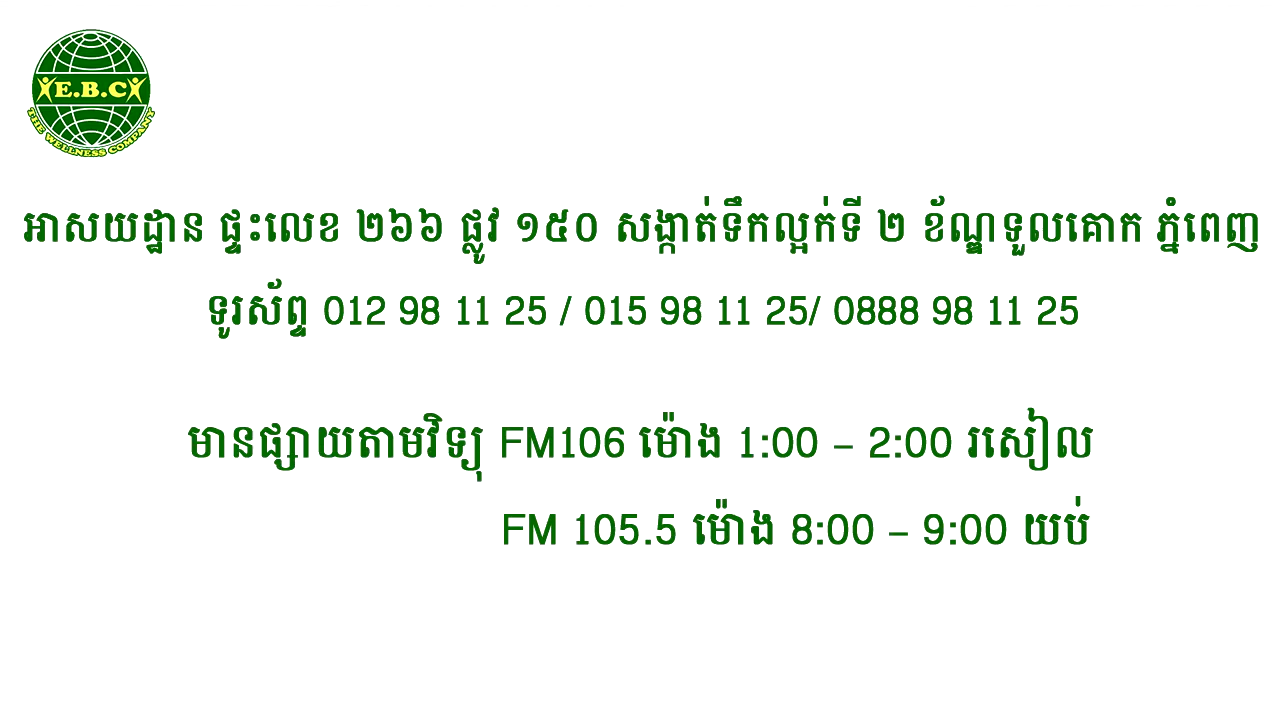 E.B.C
THE WELLNESS COMPANY
អាសយដ្ឋាន ផ្ទះលេខ ២៦៦ ផ្លូវ ១៥០ សង្កាត់ទឹកល្អក់ទី ២ ខ័ណ្ឌទួលគោក ភ្នំពេញ
ទូរស័ព្ទ 012 98 11 25 / 015 98 11 25/ 0888 98 11 25
មានផ្សាយតាមវិទ្យុ FM106 ម៉ោង 1:00 – 2:00 រសៀល
FM 105.5 ម៉ោង 8:00 – 9:00 យប់